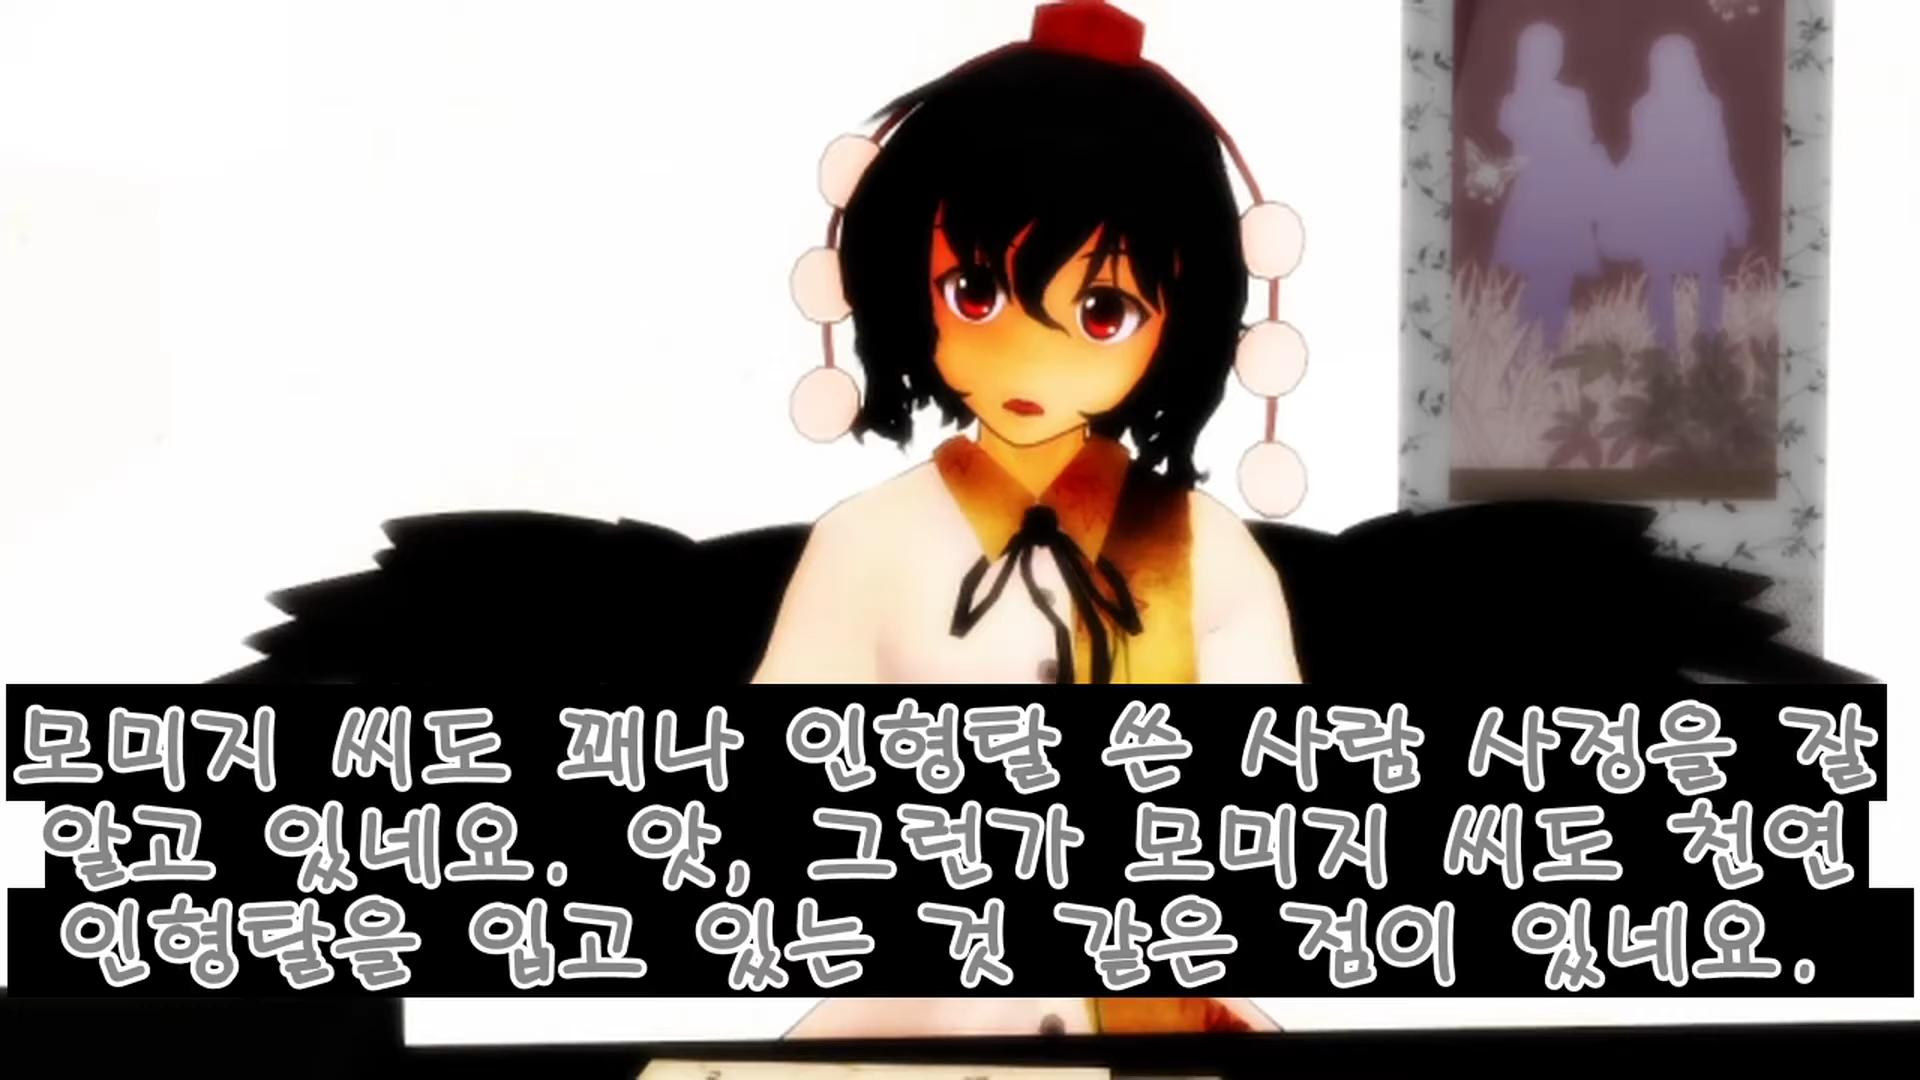 모미지 씨도 꽤나 인형탈 쓴 사람 사정을 잘
알고 있네요. 앗, 그런가 모미지 씨도 천연
인형탈을 입고 있는 것 같은 점이 있네요.